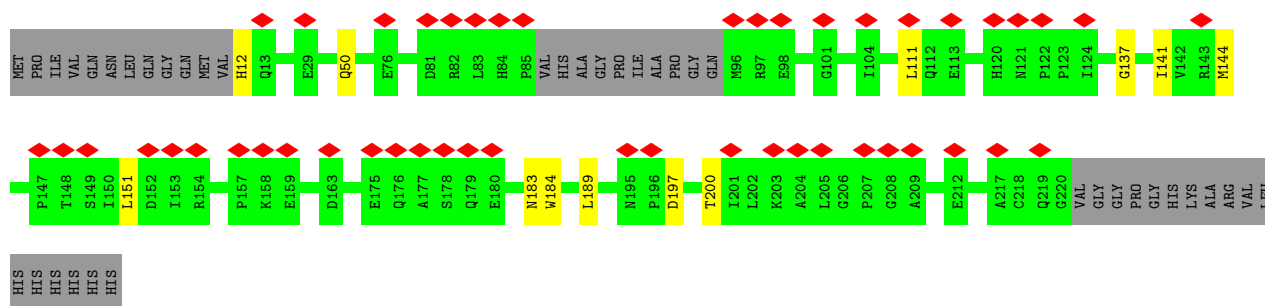 MET PRO ILE VAL GLN ASN LEU GLN GLY GLN MET VAL H12 Q13 E29 Q50 E76 D81 R82 L83 H84 P85 VAL HIS ALA GLY PRO ILE ALA PRO GLY GLN M96 R97 E98 G101 I104 L111 Q112 E113 H120 N121 P122 P123 I124 G137 I141 V142 R143 M144
P147 T148 S149 I150 L151 D152 I153 R154 P157 K158 E159 D163 E175 Q176 A177 S178 Q179 E180 N183 W184 L189 N195 P196 D197 T200 I201 L202 K203 A204 L205 G206 P207 G208 A209 E212 A217 C218 Q219 G220 VAL GLY GLY PRO GLY HIS LYS ALA ARG VAL
HIS HIS HIS HIS HIS HIS